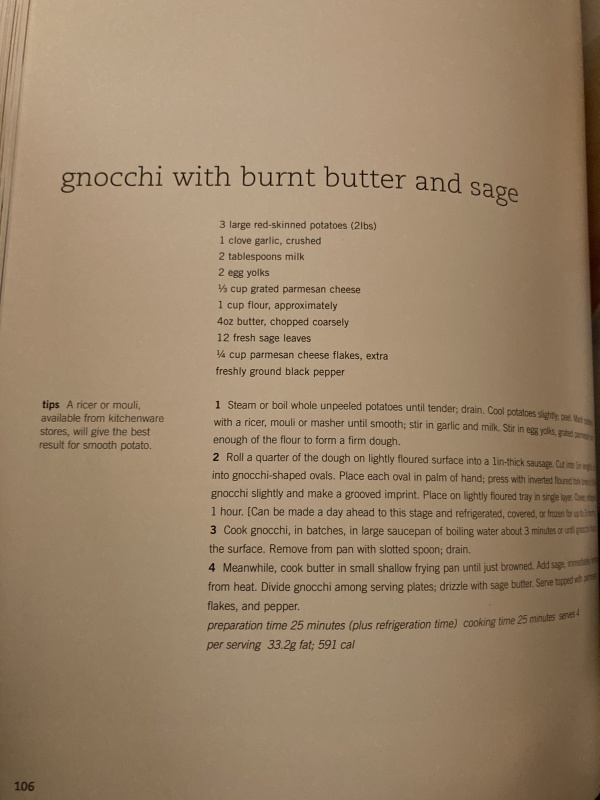 gnocchi with burnt butter and sage
3 large red-skinned potatoes (2lbs)
1 clove garlic, crushed
2 tablespoons milk
2 egg yolks
⅓ cup grated parmesan cheese
1 cup flour, approximately
4oz butter, chopped coarsely
12 fresh sage leaves
¼ cup parmesan cheese flakes, extra
freshly ground black pepper
tips A ricer or mouli,
available from kitchenware
stores, will give the best
result for smooth potato.
1 Steam or boil whole unpeeled potatoes until tender; drain. Cool potatoes slightly; peel. Mash
with a ricer, mouli or masher until smooth; stir in garlic and milk. Stir in egg yolks, grated
enough of the flour to form a firm dough.
2 Roll a quarter of the dough on lightly floured surface into a 1in-thick sausage. Cut into 1in
into gnocchi-shaped ovals. Place each oval in palm of hand; press with inverted floured fork
gnocchi slightly and make a grooved imprint. Place on lightly floured tray in single layer. Cover,
1 hour. [Can be made a day ahead to this stage and refrigerated, covered, or frozen for up to
3 Cook gnocchi, in batches, in large saucepan of boiling water about 3 minutes or until
the surface. Remove from pan with slotted spoon; drain.
4 Meanwhile, cook butter in small shallow frying pan until just browned. Add sage,
from heat. Divide gnocchi among serving plates; drizzle with sage butter. Serve topped with
flakes, and pepper.
preparation time 25 minutes (plus refrigeration time) cooking time 25 minutes serves 4
per serving 33.2g fat; 591 cal
106